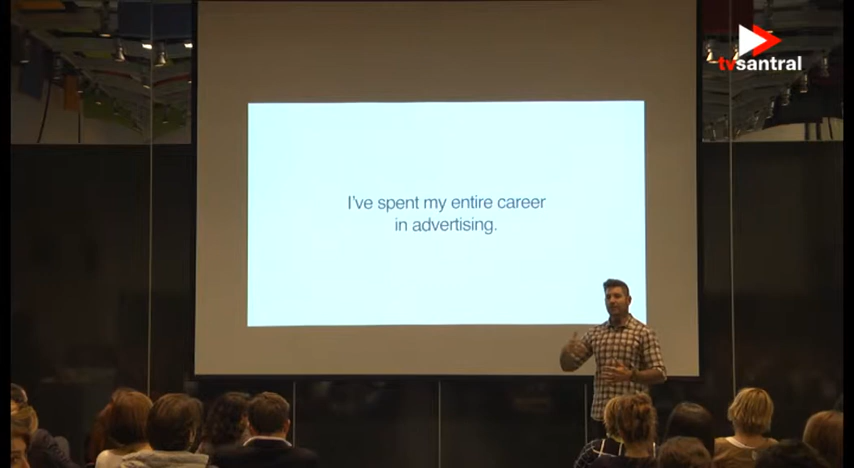 tvsantral
I've spent my entire career
in advertising.